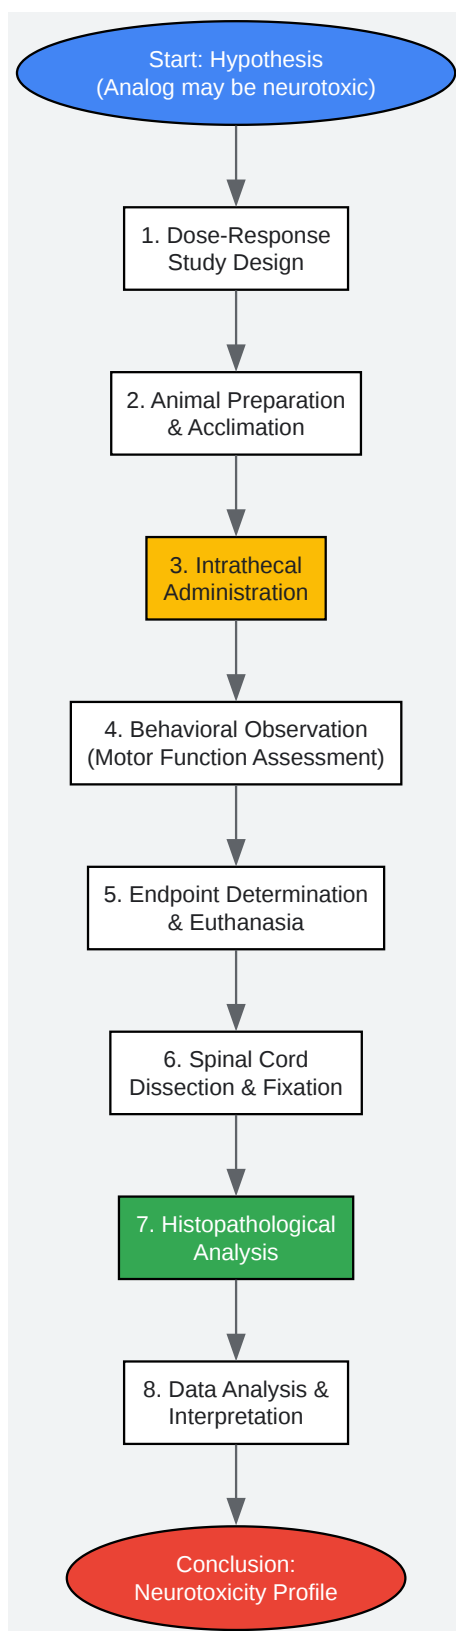 Start: Hypothesis
(Analog may be neurotoxic)
1. Dose-Response
Study Design
2. Animal Preparation
& Acclimation
3. Intrathecal
Administration
4. Behavioral Observation
(Motor Function Assessment)
5. Endpoint Determination
& Euthanasia
6. Spinal Cord
Dissection & Fixation
7. Histopathological
Analysis
8. Data Analysis &
Interpretation
Conclusion:
Neurotoxicity Profile